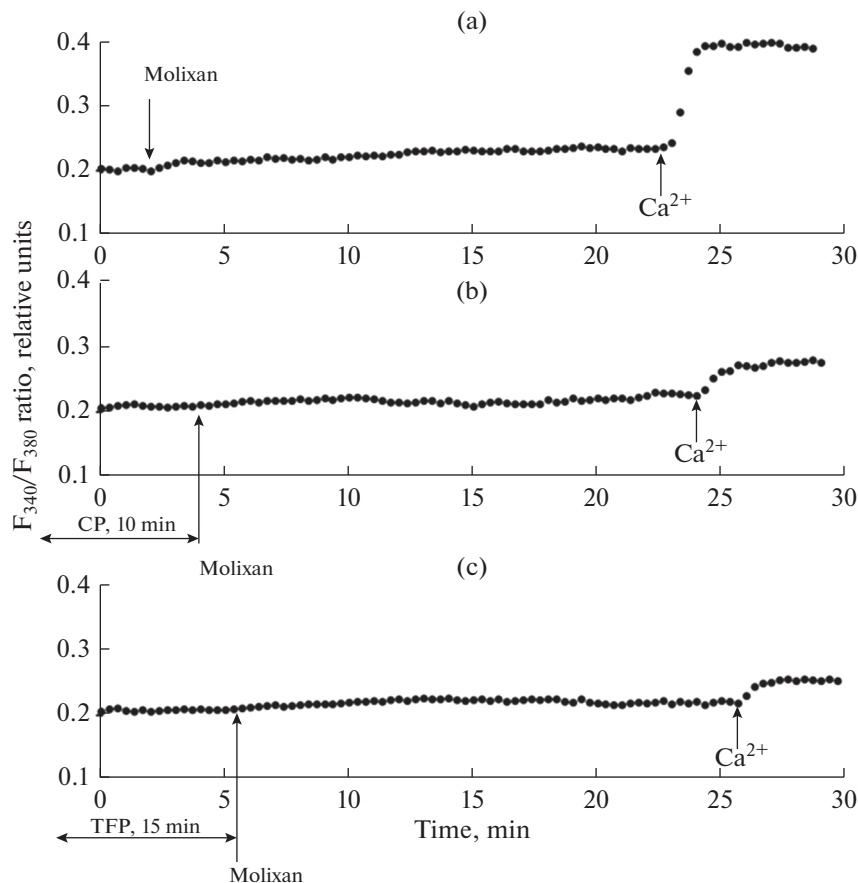 (a)
0.4
Molixan
0.3
0.2
Ca²⁺
0.1
0 5 10 15 20 25 30
(b)
0.4
0.3
0.2
Ca²⁺
0.1
0 5 10 15 20 25 30
CP, 10 min
Molixan
(c)
0.4
0.3
0.2
Ca²⁺
0.1
0 5 10 15 20 25 30
TFP, 15 min
Time, min
Molixan
F₃₄₀/F₃₈₀ ratio, relative units